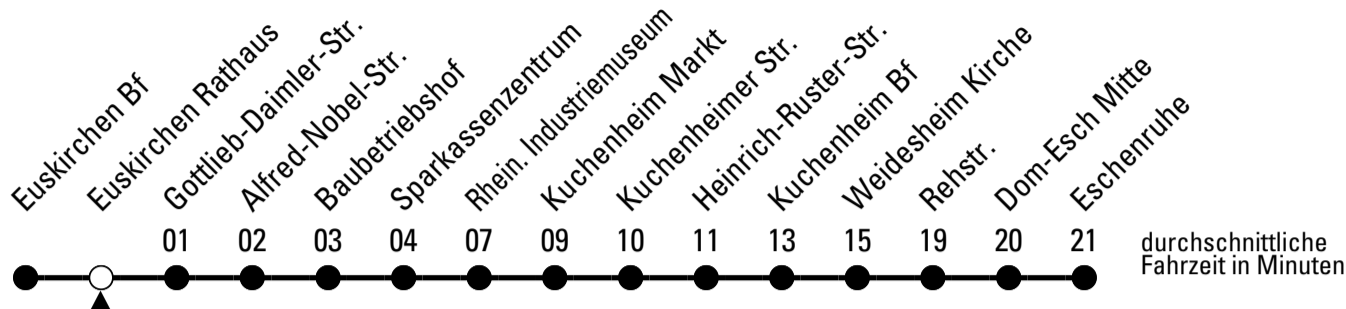 Euskirchen Bf
Euskirchen Rathaus
Gottlieb-Daimler-Str.
Alfred-Nobel-Str.
Baubetriebshof
Sparkassenzentrum
Rhein. Industriemuseum
Kuchenheim Markt
Kuchenheimer Str.
Heinrich-Ruster-Str.
Kuchenheim Bf
Weidesheim Kirche
Rehstr.
Dom-Esch Mitte
Eschenruhe
01 02 03 04 07 09 10 11 13 15 19 20 21
durchschnittliche
Fahrzeit in Minuten